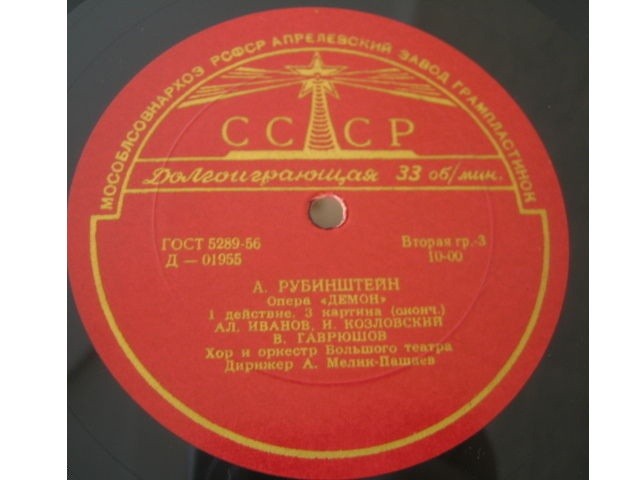 МОСОБЛСОВНАРХОЗ РСФСР АПРЕЛЕВСКИЙ ЗАВОД ГРАМПЛАСТИНОК
СССР
Долгоиграющая 33 об/мин.
ГОСТ 5289-56
Д — 01955
Вторая гр.-3
10-00
А. РУБИНШТЕЙН
Опера «ДЕМОН»
1 действие. 3 картина (оконч.)
АЛ. ИВАНОВ, И. КОЗЛОВСКИЙ
В. ГАВРЮШОВ
Хор и оркестр Большого театра
Дирижер А. Мелик-Пашаев